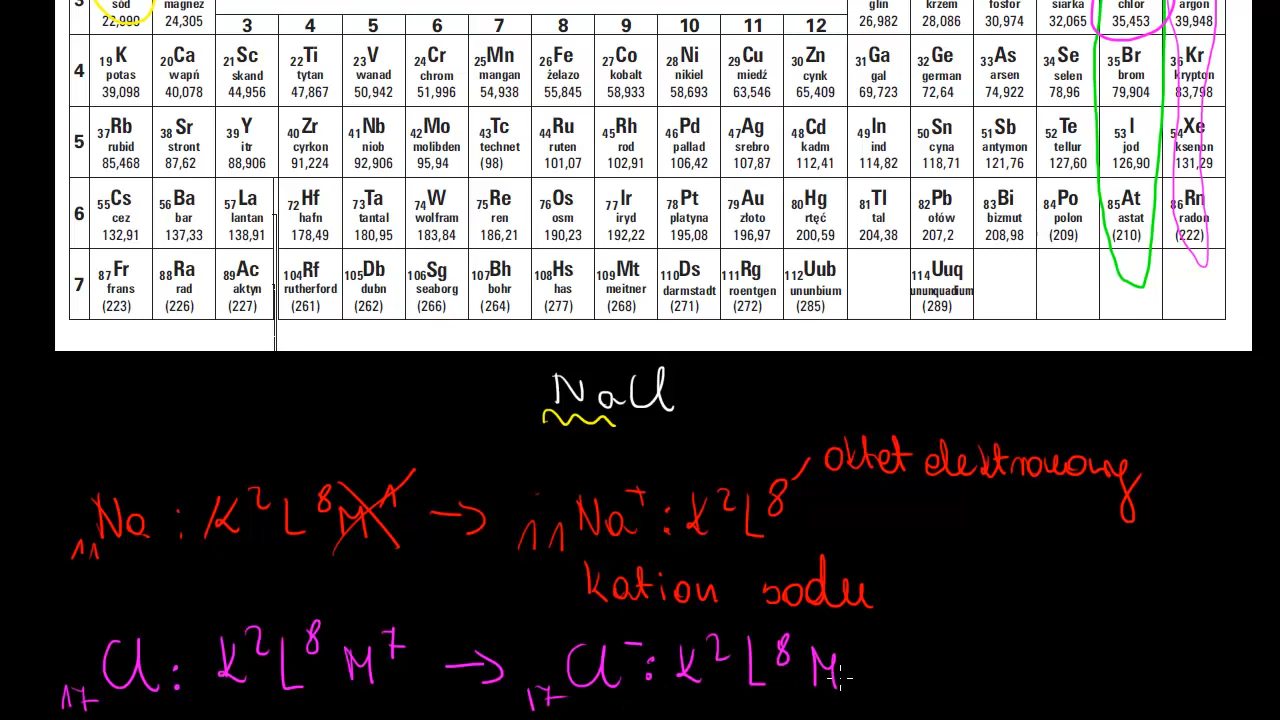 3 sód magnez glin krzem fosfor siarka chlor argon
22,990 24,305 3 4 5 6 7 8 9 10 11 12 26,982 28,086 30,974 32,065 35,453 39,948
4 19K 20Ca 21Sc 22Ti 23V 24Cr 25Mn 26Fe 27Co 28Ni 29Cu 30Zn 31Ga 32Ge 33As 34Se 35Br 36Kr
potas wapń skand tytan wanad chrom mangan żelazo kobalt nikiel miedź cynk gal german arsen selen brom krypton
39,098 40,078 44,956 47,867 50,942 51,996 54,938 55,845 58,933 58,693 63,546 65,409 69,723 72,64 74,922 78,96 79,904 83,798
5 37Rb 38Sr 39Y 40Zr 41Nb 42Mo 43Tc 44Ru 45Rh 46Pd 47Ag 48Cd 49In 50Sn 51Sb 52Te 53I 54Xe
rubid stront itr cyrkon niob molibden technet ruten rod pallad srebro kadm ind cyna antymon tellur jod ksenon
85,468 87,62 88,906 91,224 92,906 95,94 (98) 101,07 102,91 106,42 107,87 112,41 114,82 118,71 121,76 127,60 126,90 131,29
6 55Cs 56Ba 57La 72Hf 73Ta 74W 75Re 76Os 77Ir 78Pt 79Au 80Hg 81Tl 82Pb 83Bi 84Po 85At 86Rn
cez bar lantan hafn tantal wolfram ren osm iryd platyna złoto rtęć tal ołów bizmut polon astat radon
132,91 137,33 138,91 178,49 180,95 183,84 186,21 190,23 192,22 195,08 196,97 200,59 204,38 207,2 208,98 (209) (210) (222)
7 87Fr 88Ra 89Ac 104Rf 105Db 106Sg 107Bh 108Hs 109Mt 110Ds 111Rg 112Uub 114Uuq
frans rad aktyn rutherford dubn seaborg bohr has meitner darmstadt roentgen ununbium ununquadium
(223) (226) (227) (261) (262) (266) (264) (277) (268) (271) (272) (285) (289)
NaCl
11Na : K2 L8 M1 → 11Na+ : K2 L8 oktet elektronowy
kation sodu
17Cl : K2 L8 M7 → 17Cl− : K2 L8 M